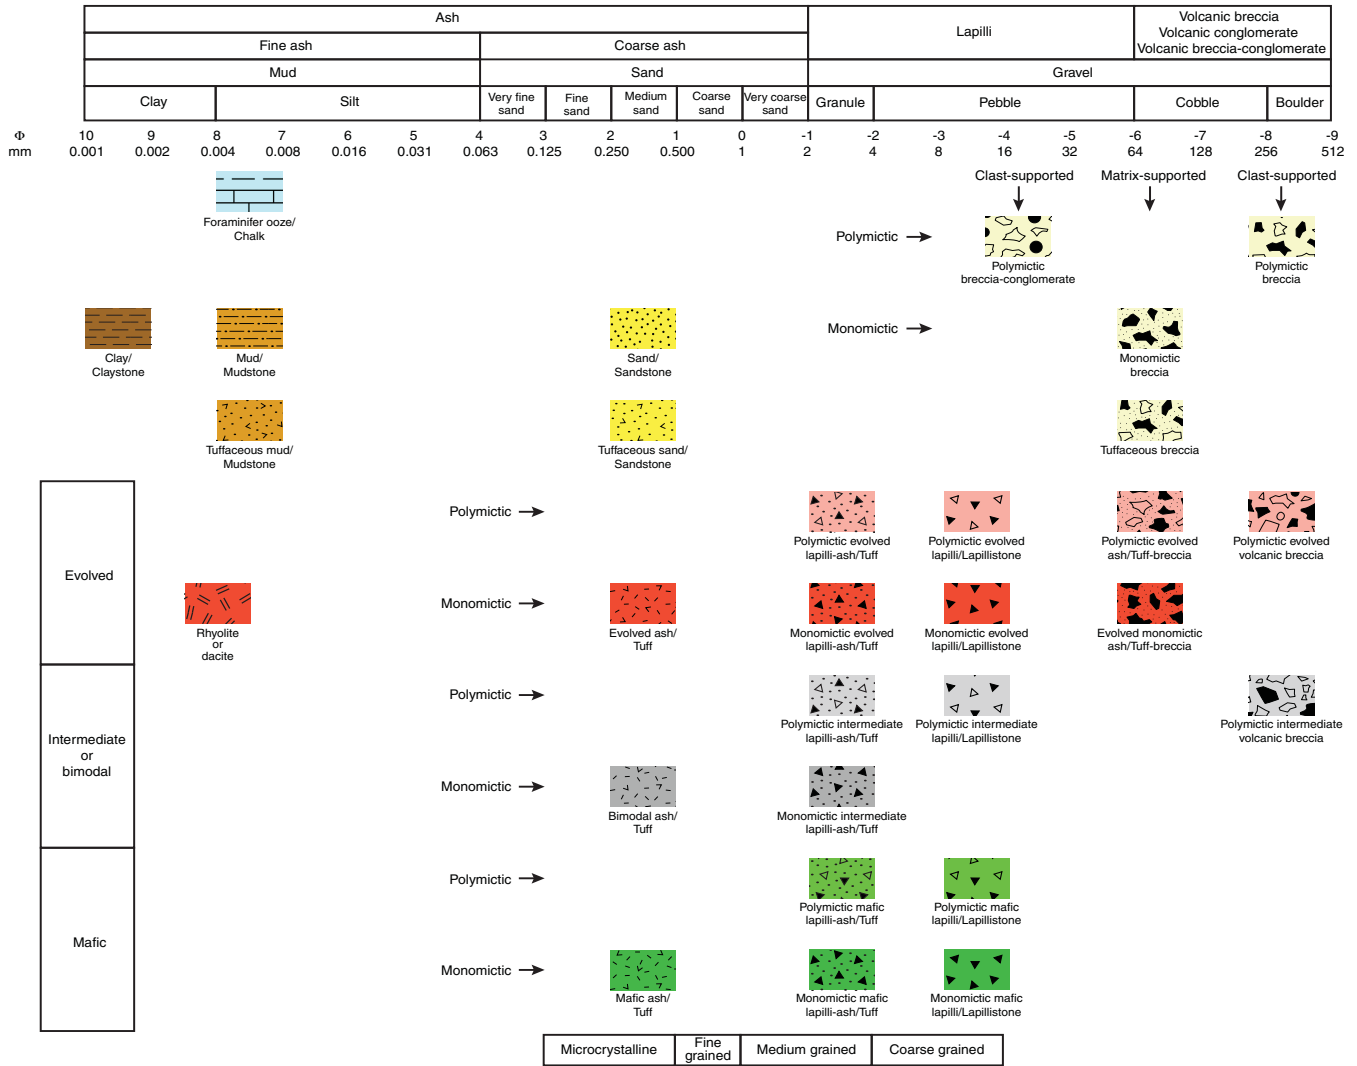 Ash
Lapilli
Volcanic breccia
Volcanic conglomerate
Volcanic breccia-conglomerate
Fine ash
Coarse ash
Mud
Sand
Gravel
Clay
Silt
Very fine
sand
Fine
sand
Medium
sand
Coarse
sand
Very coarse
sand
Granule
Pebble
Cobble
Boulder
Φ 10 9 8 7 6 5 4 3 2 1 0 -1 -2 -3 -4 -5 -6 -7 -8 -9
mm 0.001 0.002 0.004 0.008 0.016 0.031 0.063 0.125 0.250 0.500 1 2 4 8 16 32 64 128 256 512
Clast-supported
Matrix-supported
Clast-supported
Foraminifer ooze/
Chalk
Polymictic
Polymictic
breccia-conglomerate
Polymictic
breccia
Clay/
Claystone
Mud/
Mudstone
Sand/
Sandstone
Monomictic
Monomictic
breccia
Tuffaceous mud/
Mudstone
Tuffaceous sand/
Sandstone
Tuffaceous breccia
Evolved
Polymictic
Polymictic evolved
lapilli-ash/Tuff
Polymictic evolved
lapilli/Lapillistone
Polymictic evolved
ash/Tuff-breccia
Polymictic evolved
volcanic breccia
Rhyolite
or
dacite
Monomictic
Evolved ash/
Tuff
Monomictic evolved
lapilli-ash/Tuff
Monomictic evolved
lapilli/Lapillistone
Evolved monomictic
ash/Tuff-breccia
Intermediate
or
bimodal
Polymictic
Polymictic intermediate
lapilli-ash/Tuff
Polymictic intermediate
lapilli/Lapillistone
Polymictic intermediate
volcanic breccia
Monomictic
Bimodal ash/
Tuff
Monomictic intermediate
lapilli-ash/Tuff
Mafic
Polymictic
Polymictic mafic
lapilli-ash/Tuff
Polymictic mafic
lapilli/Lapillistone
Monomictic
Mafic ash/
Tuff
Monomictic mafic
lapilli-ash/Tuff
Monomictic mafic
lapilli/Lapillistone
Microcrystalline
Fine
grained
Medium grained
Coarse grained